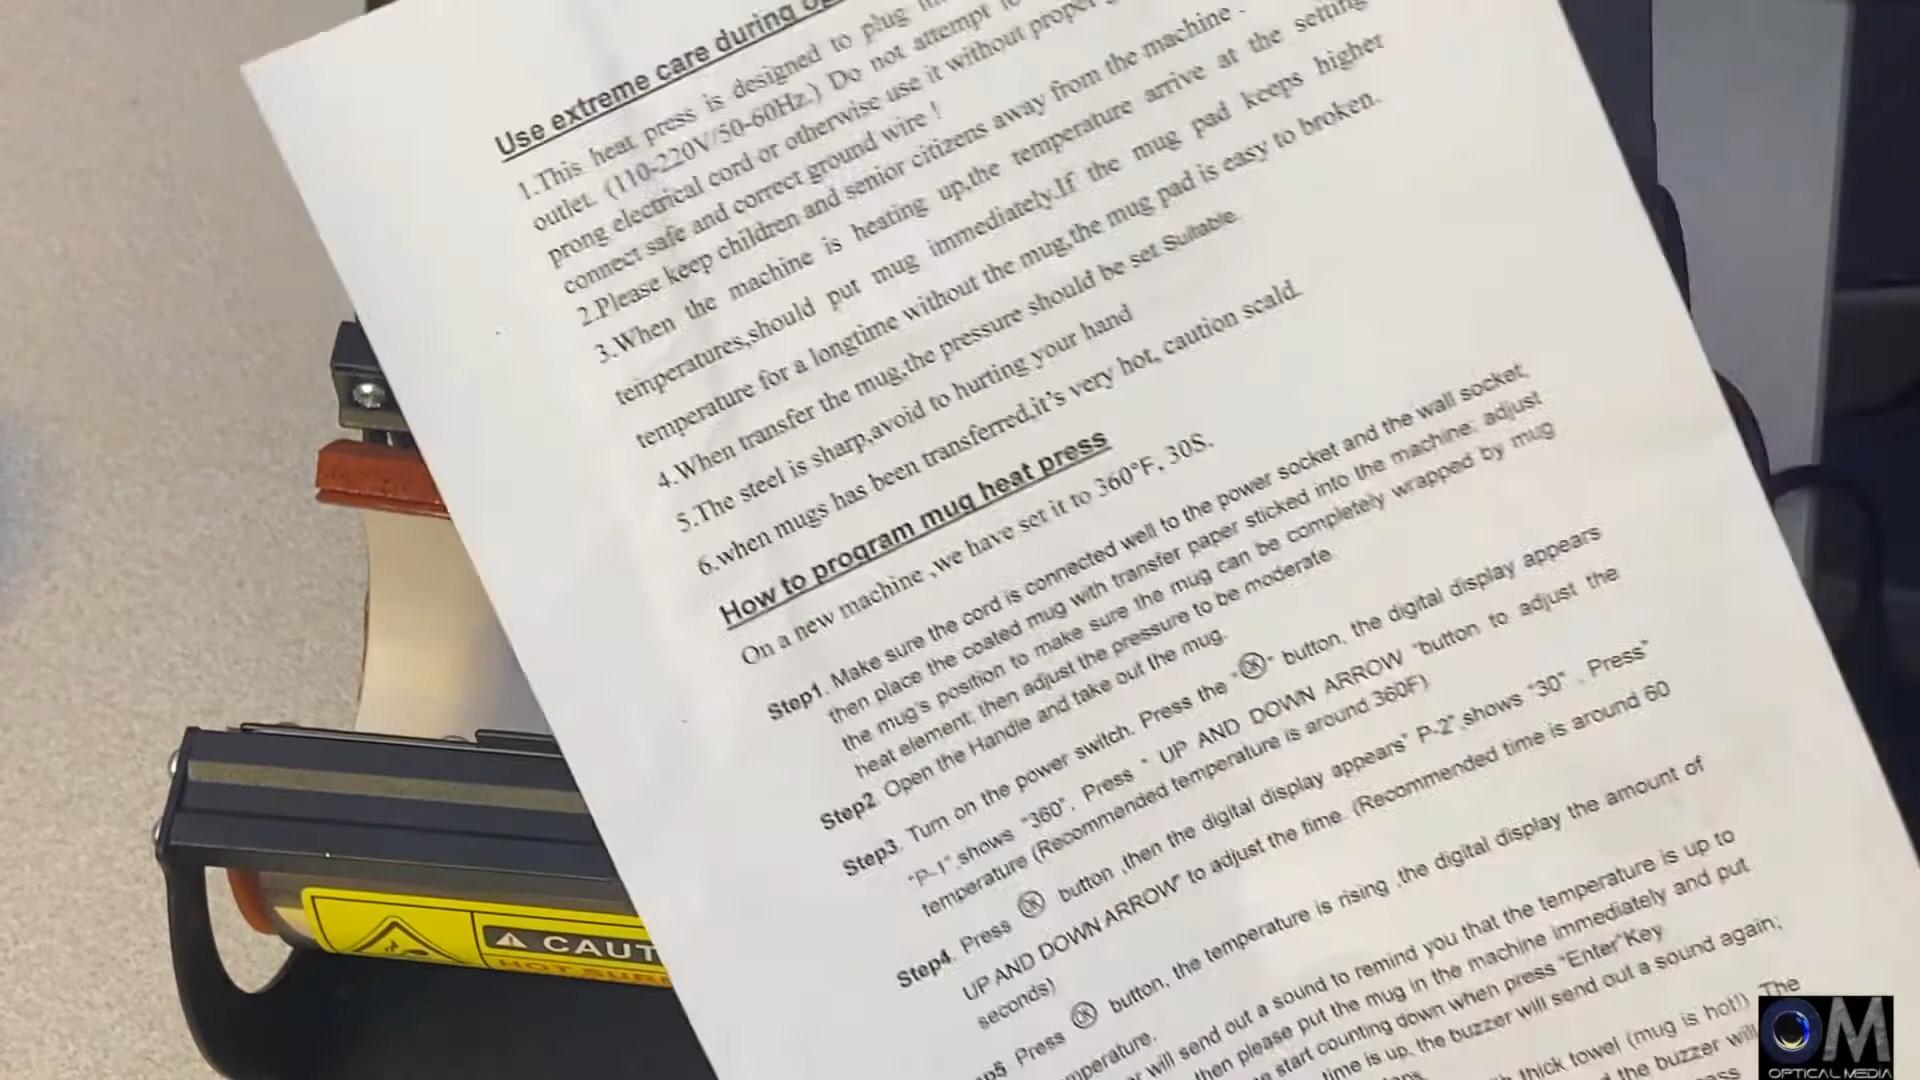 Use extreme care during
1.This heat press is designed to plug
outlet. (110-220V/50-60Hz.) Do not attempt to
prong electrical cord or otherwise use it without proper
connect safe and correct ground wire !
2.Please keep children and senior citizens away from the machine .
3.When the machine is heating up,the temperature arrive at the setting
temperatures,should put mug immediately.If the mug pad keeps higher
temperature for a longtime without the mug,the mug pad is easy to broken.
4.When transfer the mug,the pressure should be set Suitable.
5.The steel is sharp,avoid to hurting your hand
6.when mugs has been transferred,it's very hot, caution scald.
How to program mug heat press
On a new machine ,we have set it to 360°F, 30S.
Step1. Make sure the cord is connected well to the power socket and the wall socket,
then place the coated mug with transfer paper sticked into the machine; adjust
the mug's position to make sure the mug can be completely wrapped by mug
heat element; then adjust the pressure to be moderate.
Step2. Open the Handle and take out the mug.
Step3. Turn on the power switch. Press the "OK" button, the digital display appears
"P-1",shows "360". Press " UP AND DOWN ARROW "button to adjust the
temperature (Recommended temperature is around 360F)
Step4. Press OK button ,then the digital display appears" P-2",shows "30" . Press"
UP AND DOWN ARROW" to adjust the time. (Recommended time is around 60
seconds)
Press OK button, the temperature is rising ,the digital display the amount of
will send out a sound to remind you that the temperature is up to
then please put the mug in the machine immediately and put
start counting down when press "Enter"Key
time is up, the buzzer will send out a sound again;
thick towel (mug is hot!). The
the buzzer will
CAUT
OM
OPTICAL MEDIA